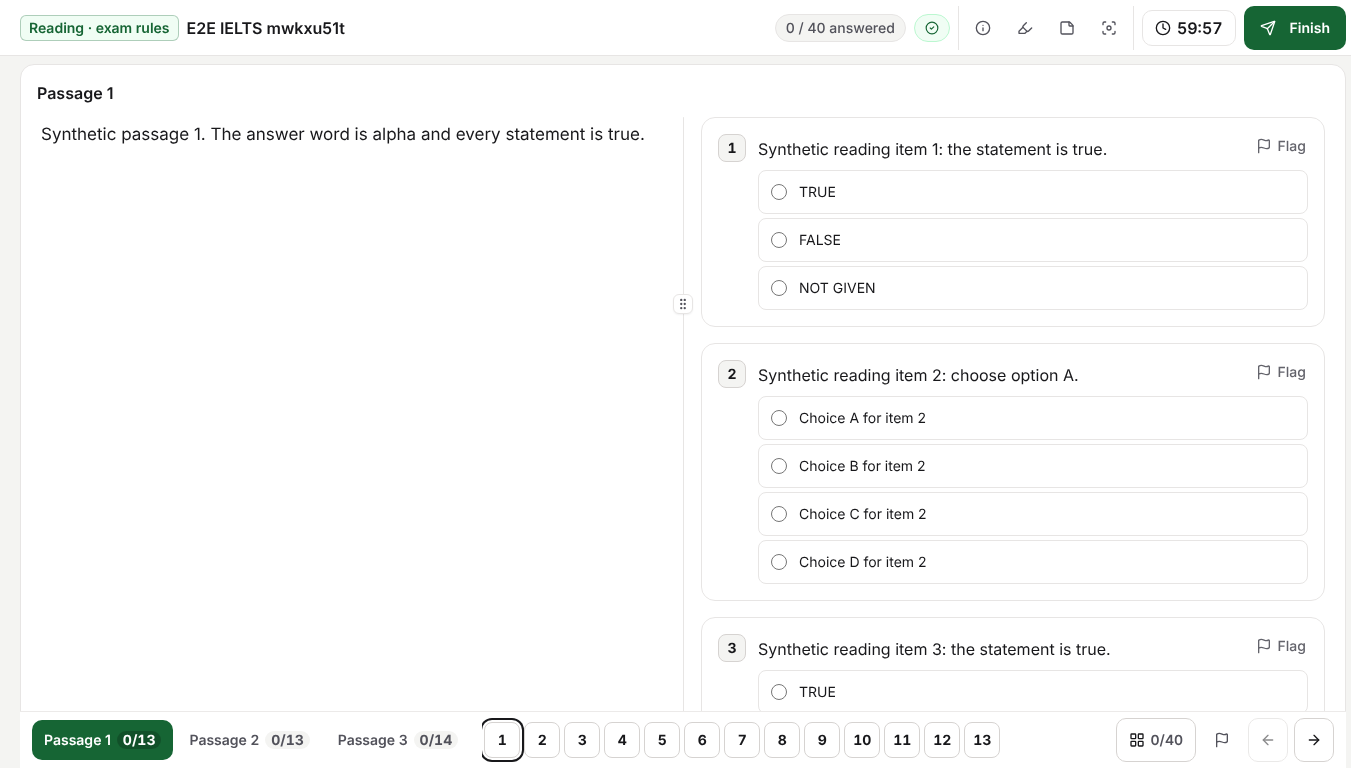 Reading · exam rules E2E IELTS mwkxu51t 0 / 40 answered 59:57 Finish
Passage 1
Synthetic passage 1. The answer word is alpha and every statement is true.
1 Synthetic reading item 1: the statement is true. Flag
TRUE
FALSE
NOT GIVEN
2 Synthetic reading item 2: choose option A. Flag
Choice A for item 2
Choice B for item 2
Choice C for item 2
Choice D for item 2
3 Synthetic reading item 3: the statement is true. Flag
TRUE
Passage 1 0/13 Passage 2 0/13 Passage 3 0/14 1 2 3 4 5 6 7 8 9 10 11 12 13 0/40